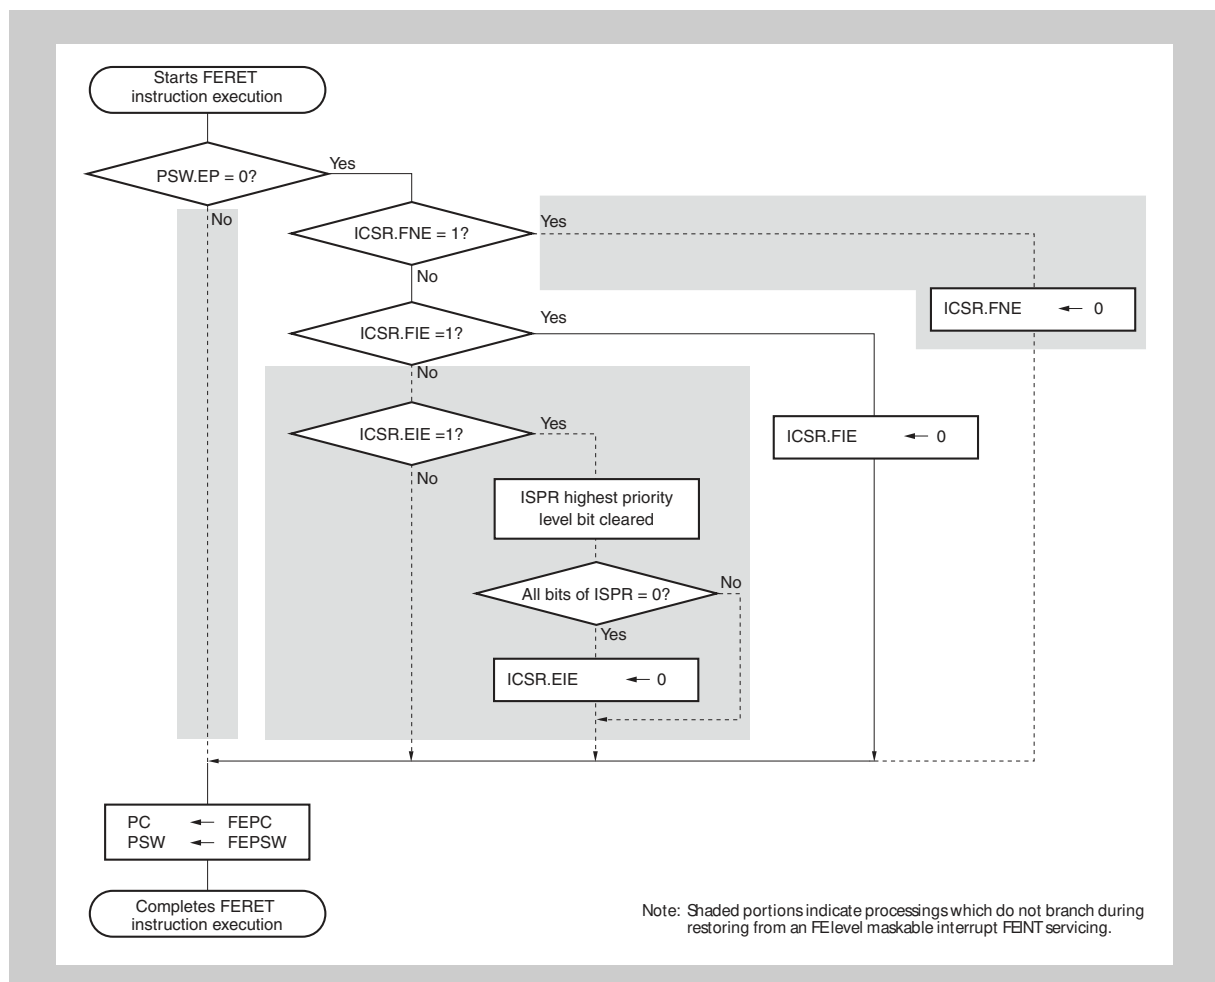 Starts FERET
instruction execution
PSW.EP = 0?
Yes
No
ICSR.FNE = 1?
Yes
No
ICSR.FNE ← 0
ICSR.FIE =1?
Yes
No
ICSR.FIE ← 0
ICSR.EIE =1?
Yes
No
ISPR highest priority
level bit cleared
All bits of ISPR = 0?
No
Yes
ICSR.EIE ← 0
PC ← FEPC
PSW ← FEPSW
Completes FERET
instruction execution
Note: Shaded portions indicate processings which do not branch during
restoring from an FE level maskable interrupt FEINT servicing.